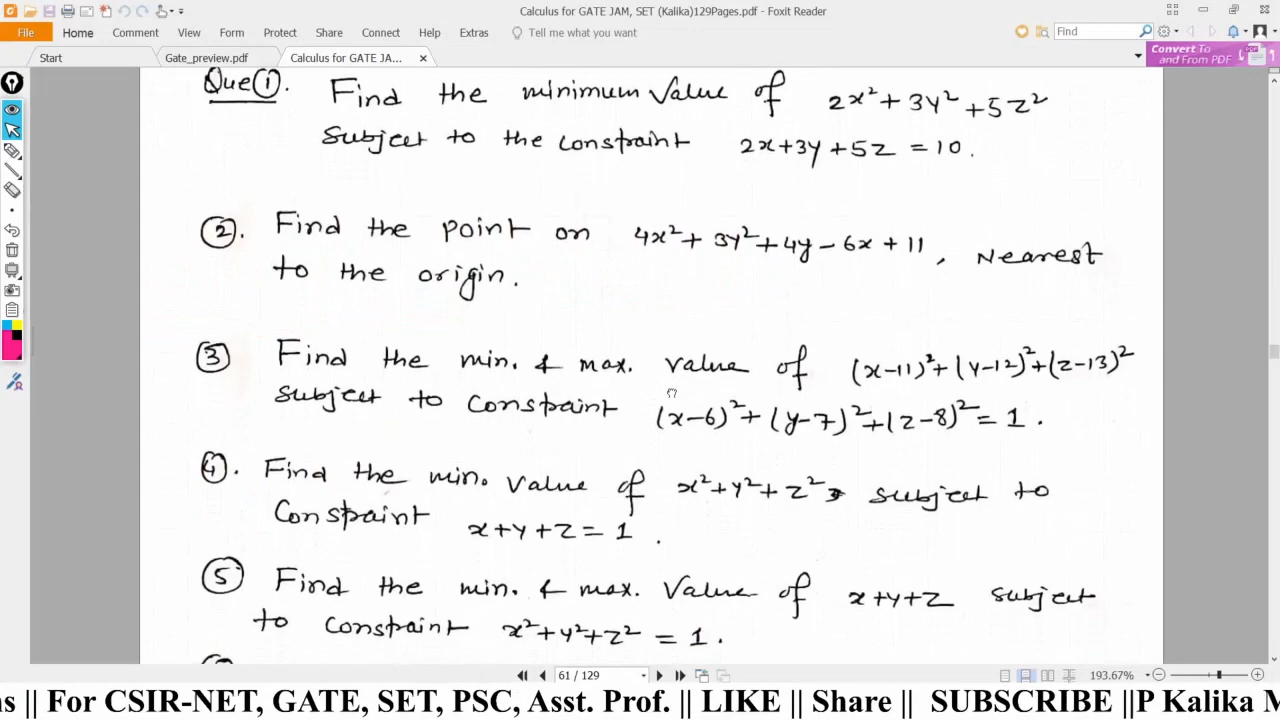 Calculus for GATE JAM, SET (Kalika)129Pages.pdf - Foxit Reader
File Home Comment View Form Protect Share Connect Help Extras Tell me what you want Find
Start Gate_preview.pdf Calculus for GATE JAM, S... Convert To
and From PDF
Que ①. Find the minimum Value of 2x² + 3y² + 5z²
Subject to the constraint 2x+3y+5z = 10.
②. Find the point on 4x² + 3y² + 4y - 6x + 11, Nearest
to the origin.
③ Find the min. & max. value of (x-11)² + (y-12)² + (z-13)²
Subject to constraint (x-6)² + (y-7)² + (z-8)² = 1.
④. Find the min. value of x² + y² + z², subject to
Constraint x+y+z = 1.
⑤ Find the min. & max. Value of x+y+z subject
to constraint x² + y² + z² = 1.
61 / 129 193.67%
ns || For CSIR-NET, GATE, SET, PSC, Asst. Prof. || LIKE || Share || SUBSCRIBE ||P Kalika M